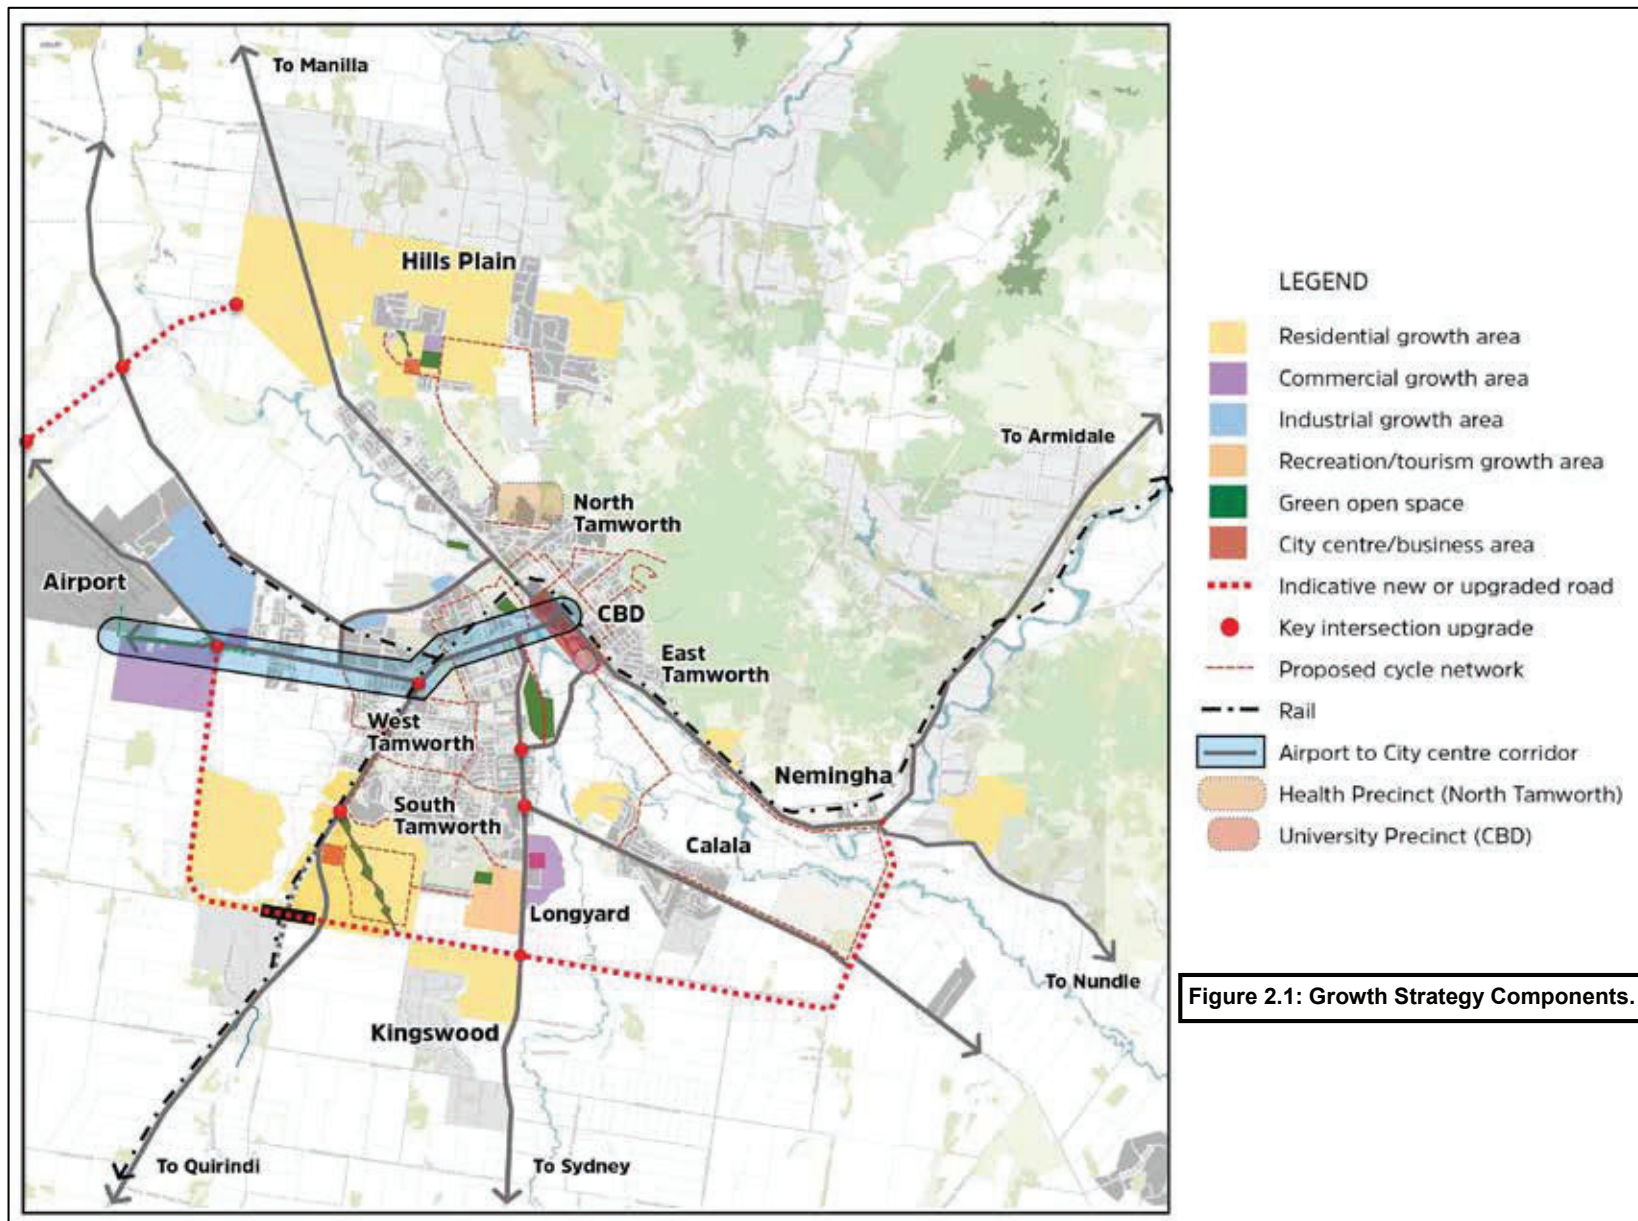 To Manilla
Hills Plain
To Armidale
North
Tamworth
Airport
CBD
East
Tamworth
West
Tamworth
Nemingha
South
Tamworth
Calala
Longyard
To Nundle
Kingswood
To Quirindi
To Sydney
LEGEND
Residential growth area
Commercial growth area
Industrial growth area
Recreation/tourism growth area
Green open space
City centre/business area
Indicative new or upgraded road
Key intersection upgrade
Proposed cycle network
Rail
Airport to City centre corridor
Health Precinct (North Tamworth)
University Precinct (CBD)
Figure 2.1: Growth Strategy Components.